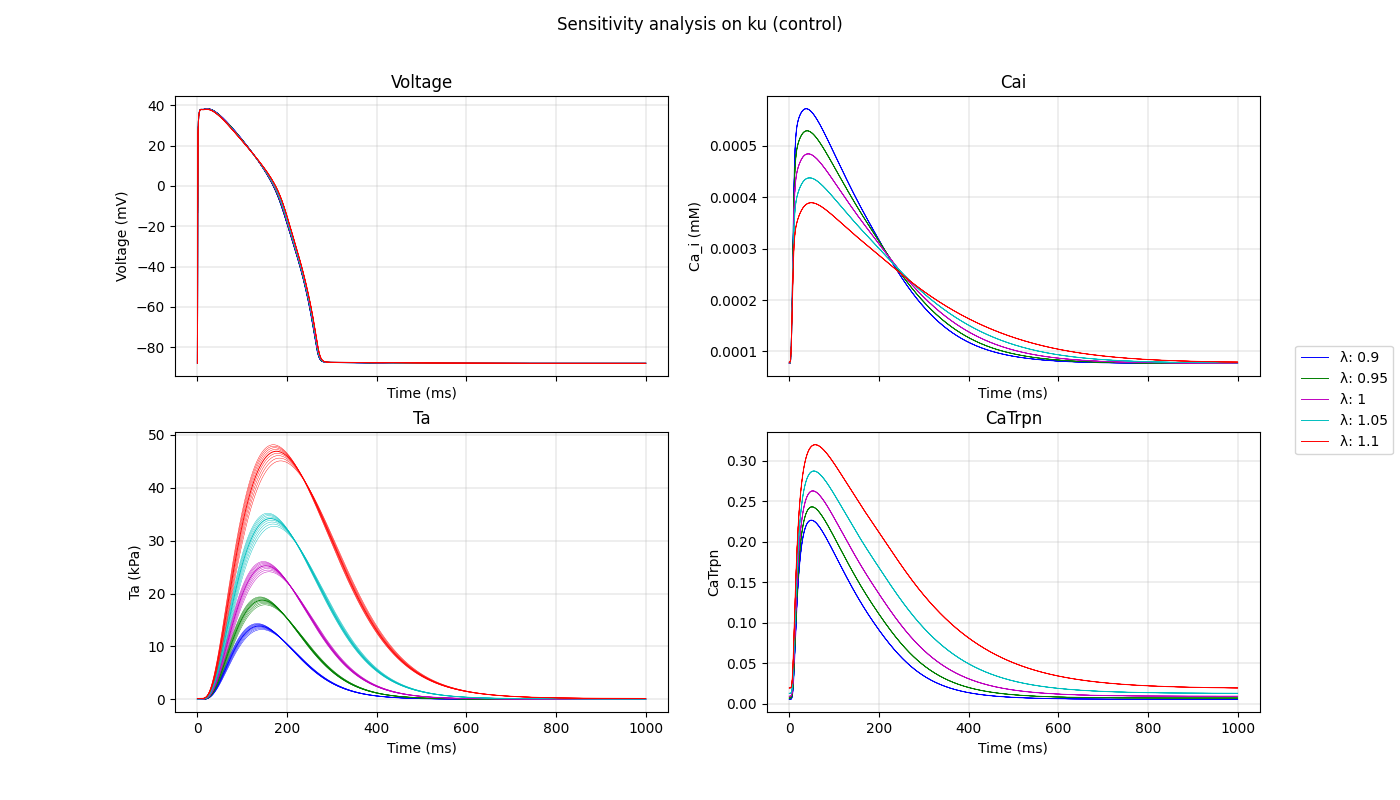 Sensitivity analysis on ku (control)
Voltage
Voltage (mV)
40
20
0
−20
−40
−60
−80
Time (ms)
Cai
Ca_i (mM)
0.0005
0.0004
0.0003
0.0002
0.0001
Time (ms)
λ: 0.9
λ: 0.95
λ: 1
λ: 1.05
λ: 1.1
Ta
Ta (kPa)
50
40
30
20
10
0
0 200 400 600 800 1000
Time (ms)
CaTrpn
CaTrpn
0.30
0.25
0.20
0.15
0.10
0.05
0.00
0 200 400 600 800 1000
Time (ms)